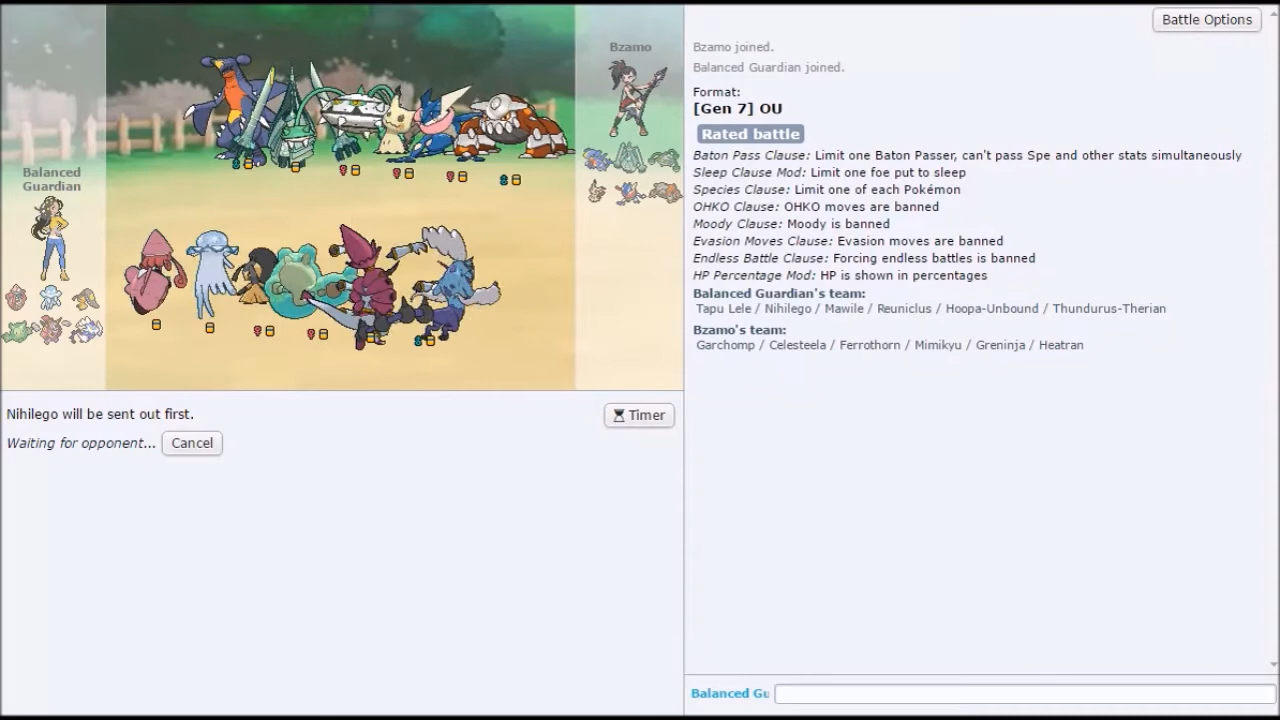 Battle Options
Bzamo
Balanced
Guardian
Bzamo joined.
Balanced Guardian joined.
Format:
[Gen 7] OU
Rated battle
Baton Pass Clause: Limit one Baton Passer, can't pass Spe and other stats simultaneously
Sleep Clause Mod: Limit one foe put to sleep
Species Clause: Limit one of each Pokémon
OHKO Clause: OHKO moves are banned
Moody Clause: Moody is banned
Evasion Moves Clause: Evasion moves are banned
Endless Battle Clause: Forcing endless battles is banned
HP Percentage Mod: HP is shown in percentages
Balanced Guardian's team:
Tapu Lele / Nihilego / Mawile / Reuniclus / Hoopa-Unbound / Thundurus-Therian
Bzamo's team:
Garchomp / Celesteela / Ferrothorn / Mimikyu / Greninja / Heatran
Nihilego will be sent out first.
Timer
Waiting for opponent... Cancel
Balanced Gu